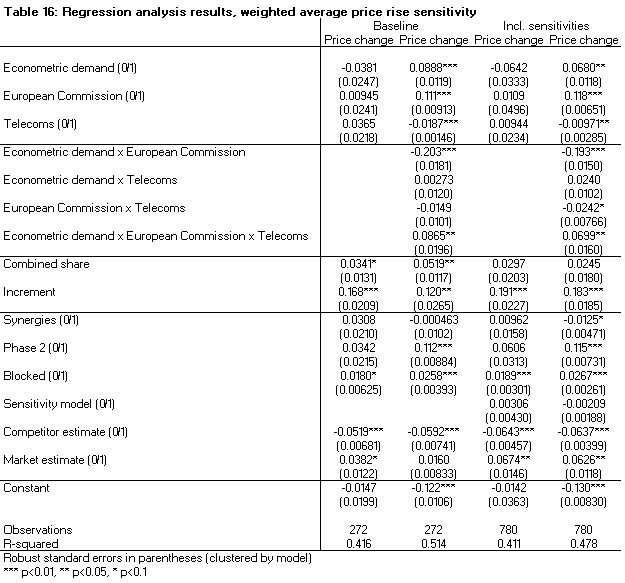 Table 16: Regression analysis results, weighted average price rise sensitivity
Baseline Incl. sensitivities
Price change Price change Price change Price change
Econometric demand (0/1) -0.0381 0.0888*** -0.0642 0.0680**
(0.0247) (0.0119) (0.0333) (0.0118)
European Commission (0/1) 0.00945 0.111*** 0.0109 0.118***
(0.0241) (0.00913) (0.0496) (0.00651)
Telecoms (0/1) 0.0365 -0.0187*** 0.00944 -0.00971**
(0.0218) (0.00146) (0.0234) (0.00285)
Econometric demand x European Commission -0.203*** -0.193***
(0.0181) (0.0150)
Econometric demand x Telecoms 0.00273 0.0240
(0.0120) (0.0102)
European Commission x Telecoms -0.0149 -0.0242*
(0.0101) (0.00766)
Econometric demand x European Commission x Telecoms 0.0865** 0.0699**
(0.0196) (0.0160)
Combined share 0.0341* 0.0519** 0.0297 0.0245
(0.0131) (0.0117) (0.0203) (0.0180)
Increment 0.168*** 0.120** 0.191*** 0.183***
(0.0209) (0.0265) (0.0227) (0.0185)
Synergies (0/1) 0.0308 -0.000463 0.00962 -0.0125*
(0.0210) (0.0102) (0.0158) (0.00471)
Phase 2 (0/1) 0.0342 0.112*** 0.0606 0.115***
(0.0215) (0.00884) (0.0313) (0.00731)
Blocked (0/1) 0.0180* 0.0258*** 0.0189*** 0.0267***
(0.00625) (0.00393) (0.00301) (0.00261)
Sensitivity model (0/1) 0.00306 -0.00209
(0.00430) (0.00188)
Competitor estimate (0/1) -0.0519*** -0.0592*** -0.0643*** -0.0637***
(0.00681) (0.00741) (0.00457) (0.00399)
Market estimate (0/1) 0.0382* 0.0160 0.0674** 0.0626**
(0.0122) (0.00833) (0.0146) (0.0118)
Constant -0.0147 -0.122*** -0.0142 -0.130***
(0.0199) (0.0106) (0.0363) (0.00830)
Observations 272 272 780 780
R-squared 0.416 0.514 0.411 0.478
Robust standard errors in parentheses (clustered by model)
*** p<0.01, ** p<0.05, * p<0.1